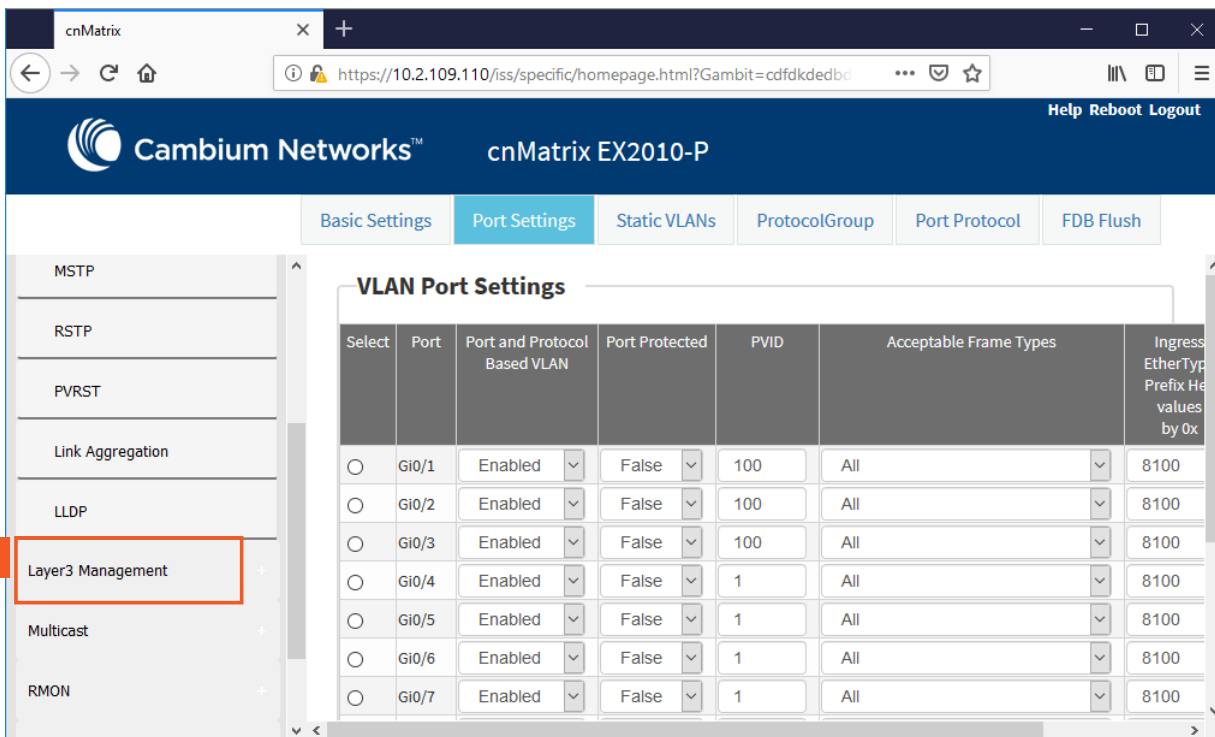 cnMatrix
https://10.2.109.110/iss/specific/homepage.html?Gambit=cdfdkdedbd
Help Reboot Logout
Cambium Networks™
cnMatrix EX2010-P
Basic Settings Port Settings Static VLANs ProtocolGroup Port Protocol FDB Flush
MSTP
RSTP
PVRST
Link Aggregation
LLDP
Layer3 Management +
Multicast +
RMON +
VLAN Port Settings
Select Port Port and Protocol Based VLAN Port Protected PVID Acceptable Frame Types Ingress EtherTyp Prefix He values by 0x
Gi0/1 Enabled False 100 All 8100
Gi0/2 Enabled False 100 All 8100
Gi0/3 Enabled False 100 All 8100
Gi0/4 Enabled False 1 All 8100
Gi0/5 Enabled False 1 All 8100
Gi0/6 Enabled False 1 All 8100
Gi0/7 Enabled False 1 All 8100